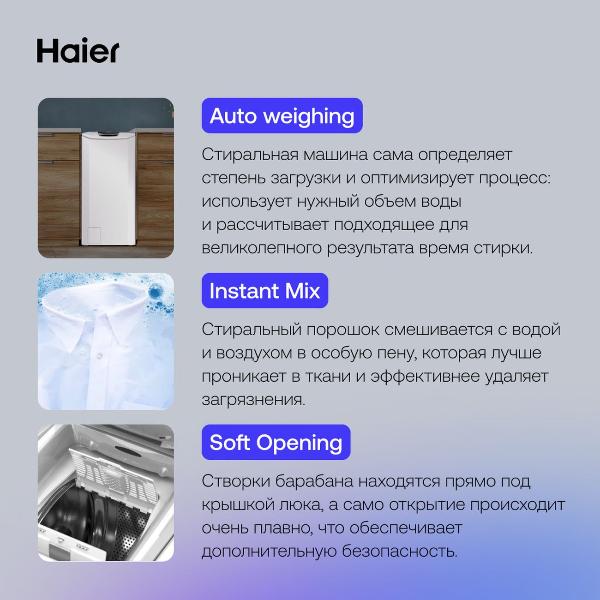 Haier
Auto weighing
Стиральная машина сама определяет
степень загрузки и оптимизирует процесс:
использует нужный объем воды
и рассчитывает подходящее для
великолепного результата время стирки.
Instant Mix
Стиральный порошок смешивается с водой
и воздухом в особую пену, которая лучше
проникает в ткани и эффективнее удаляет
загрязнения.
Soft Opening
Створки барабана находятся прямо под
крышкой люка, а само открытие происходит
очень плавно, что обеспечивает
дополнительную безопасность.